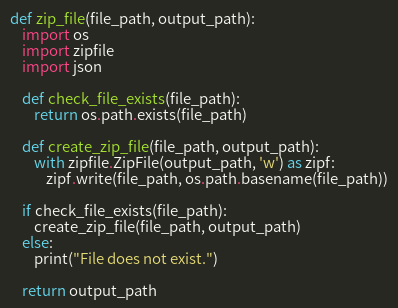 def zip_file(file_path, output_path):
    import os
    import zipfile
    import json

    def check_file_exists(file_path):
        return os.path.exists(file_path)

    def create_zip_file(file_path, output_path):
        with zipfile.ZipFile(output_path, 'w') as zipf:
            zipf.write(file_path, os.path.basename(file_path))

    if check_file_exists(file_path):
        create_zip_file(file_path, output_path)
    else:
        print("File does not exist.")

    return output_path